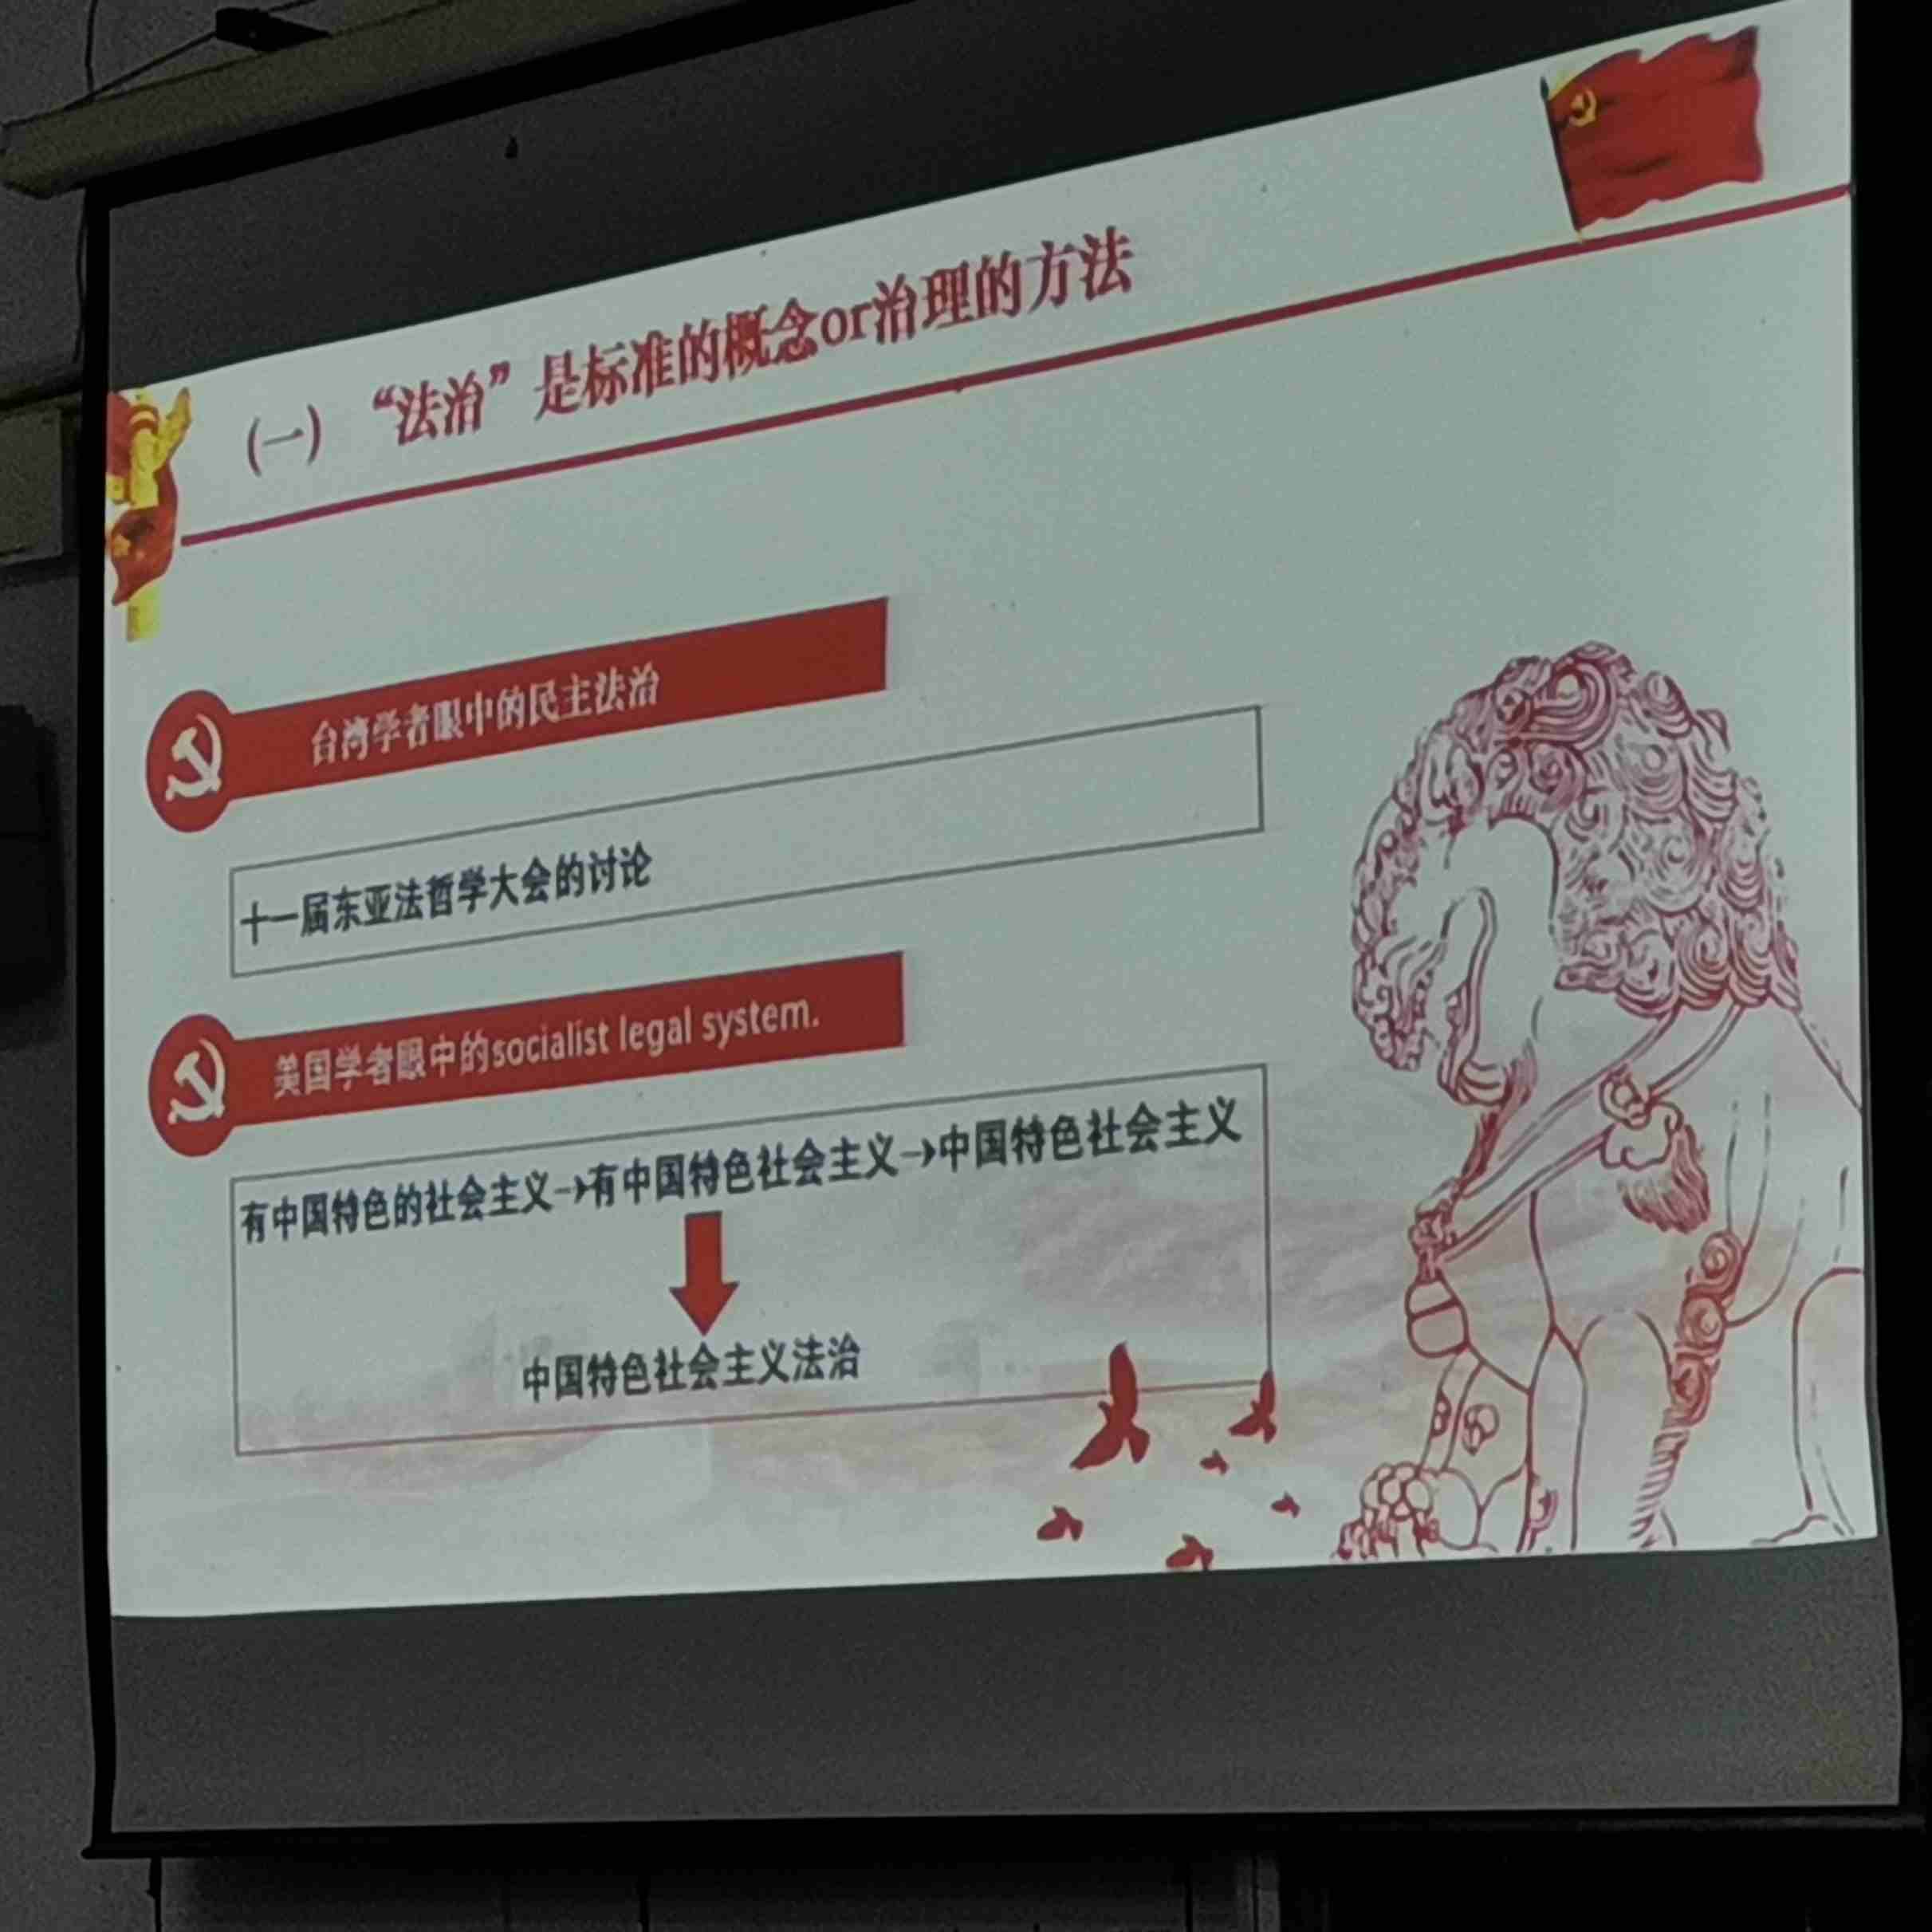 （一）“法治”是标准的概念or治理的方法
台湾学者眼中的民主法治
十一届东亚法哲学大会的讨论
美国学者眼中的socialist legal system.
有中国特色的社会主义→有中国特色社会主义→中国特色社会主义
中国特色社会主义法治